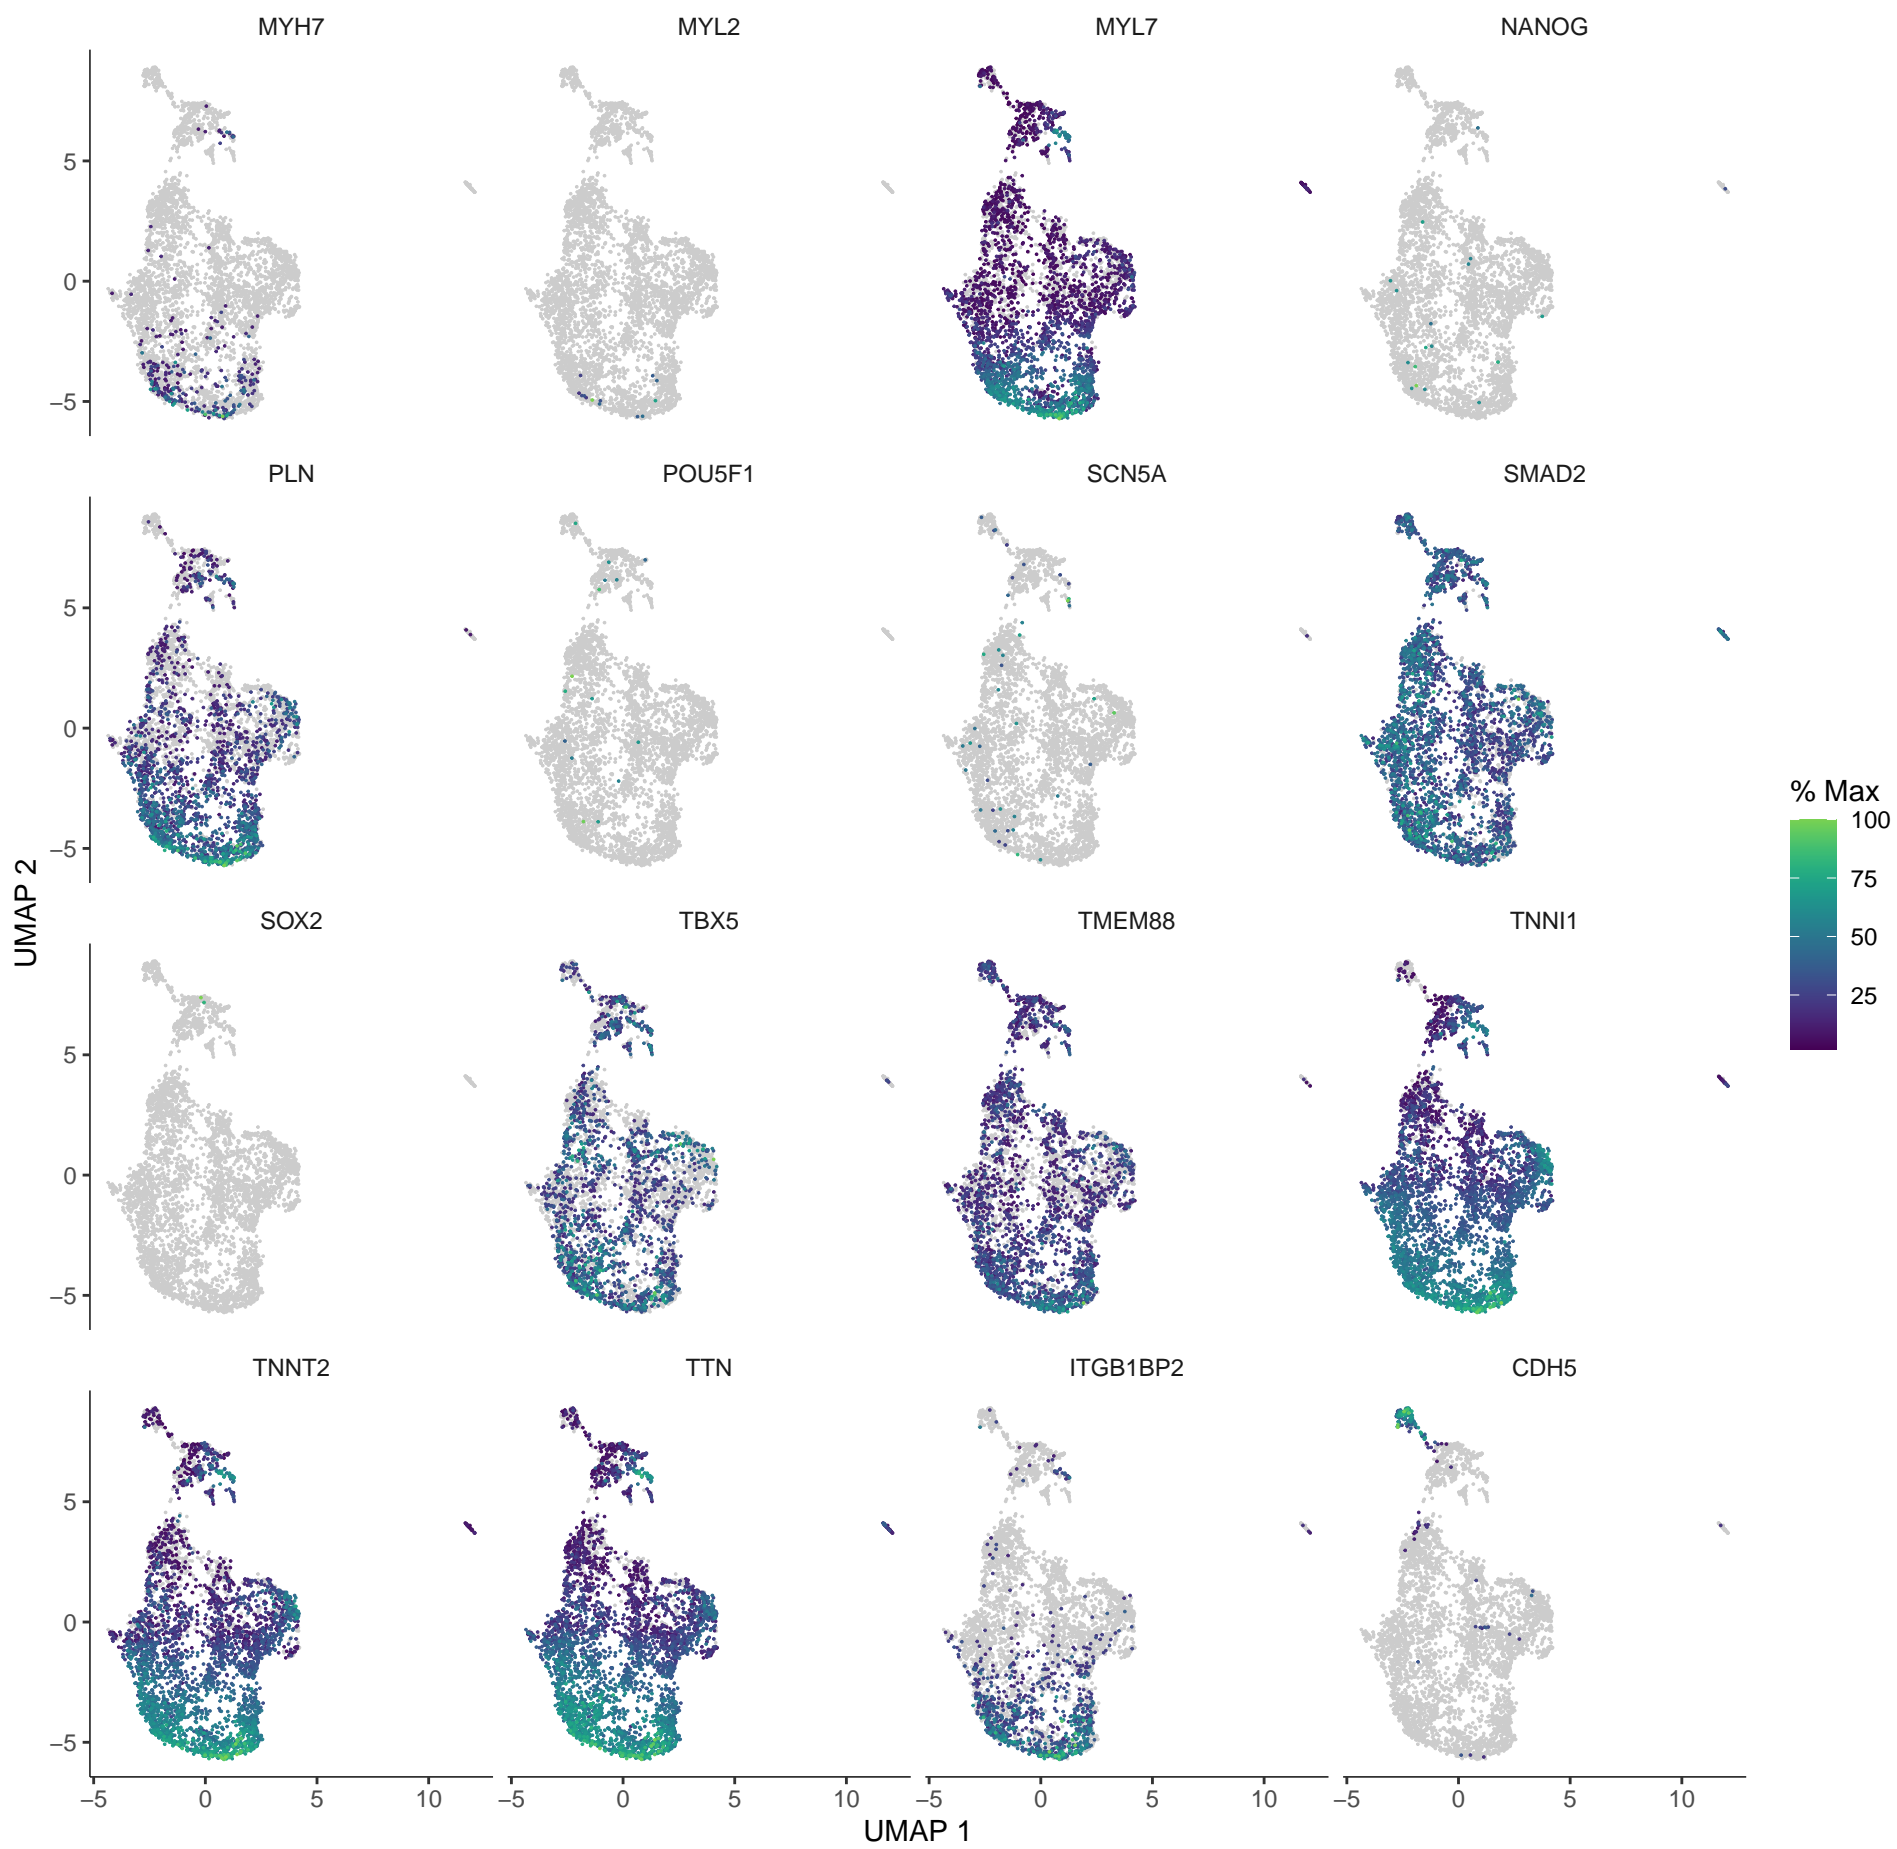 MYH7 MYL2 MYL7 NANOG
5
0
−5
PLN POU5F1 SCN5A SMAD2
5
0
−5
SOX2 TBX5 TMEM88 TNNI1
5
0
−5
TNNT2 TTN ITGB1BP2 CDH5
5
0
−5
−5 0 5 10 −5 0 5 10 −5 0 5 10 −5 0 5 10
UMAP 1
UMAP 2
% Max
100
75
50
25